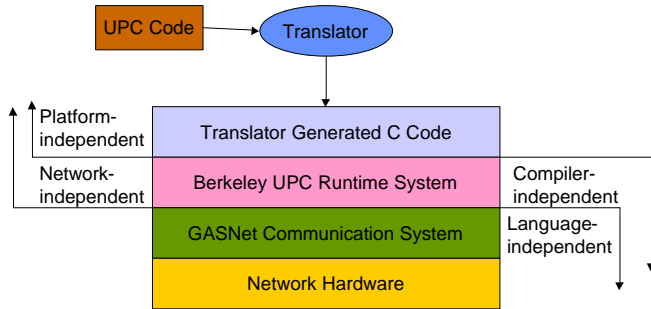 UPC Code
Translator
Platform-
independent
Translator Generated C Code
Network-
independent
Berkeley UPC Runtime System
Compiler-
independent
GASNet Communication System
Language-
independent
Network Hardware